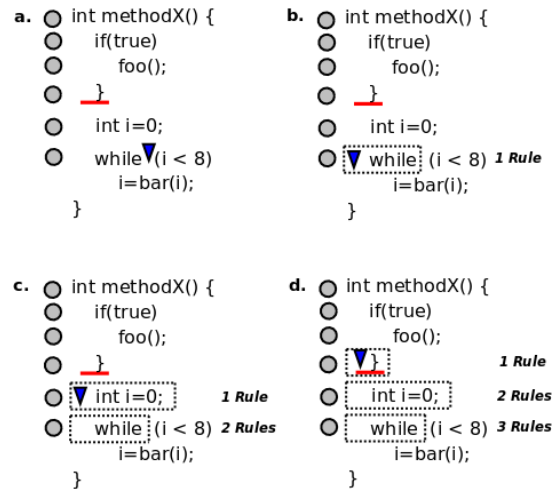 a.
int methodX() {
if(true)
foo();
}
int i=0;
while (i < 8)
i=bar(i);
}
b.
int methodX() {
if(true)
foo();
}
int i=0;
while (i < 8) 1 Rule
i=bar(i);
}
c.
int methodX() {
if(true)
foo();
}
int i=0; 1 Rule
while (i < 8) 2 Rules
i=bar(i);
}
d.
int methodX() {
if(true)
foo();
} 1 Rule
int i=0; 2 Rules
while (i < 8) 3 Rules
i=bar(i);
}